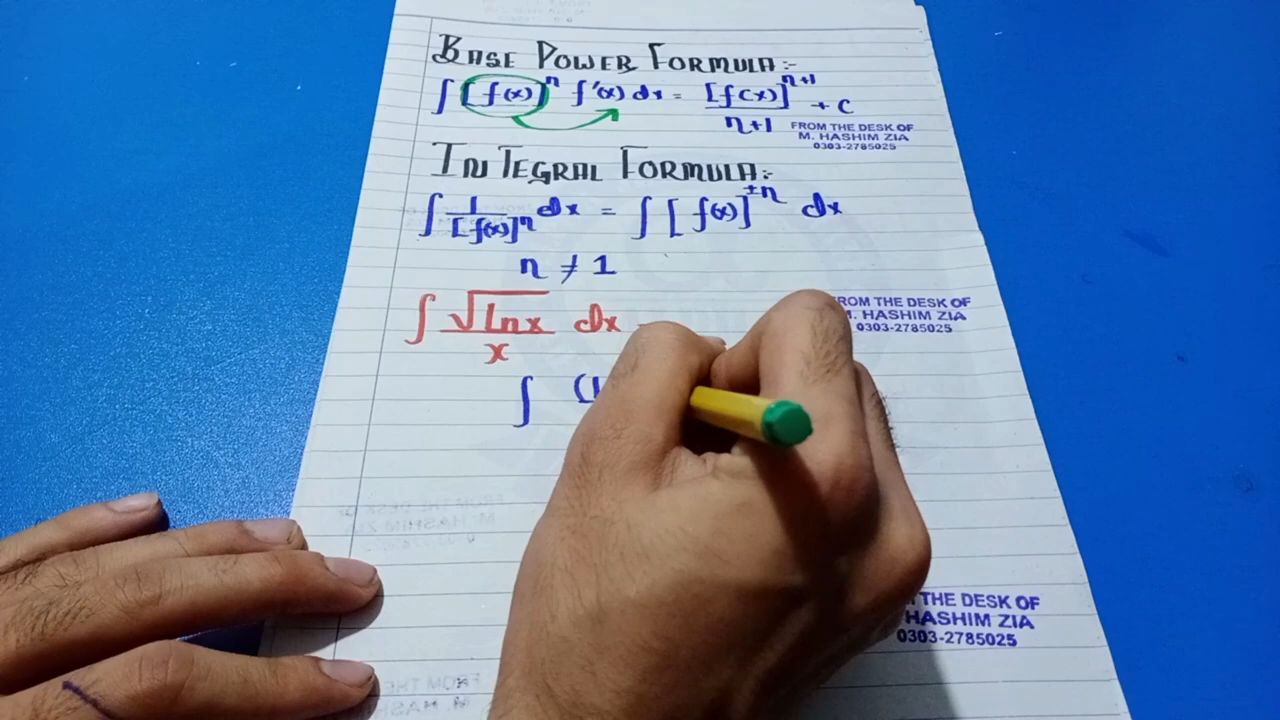 BASE POWER FORMULA:-
∫ [f(x)]^n f'(x) dx = [f(x)]^{n+1} / n+1 + c
FROM THE DESK OF
M. HASHIM ZIA
0303-2785025
INTEGRAL FORMULA:-
∫ 1/[f(x)]^n dx = ∫ [f(x)]^{±n} dx
n ≠ 1
∫ √(ln x) / x dx
FROM THE DESK OF
M. HASHIM ZIA
0303-2785025
∫ (l
THE DESK OF
HASHIM ZIA
0303-2785025